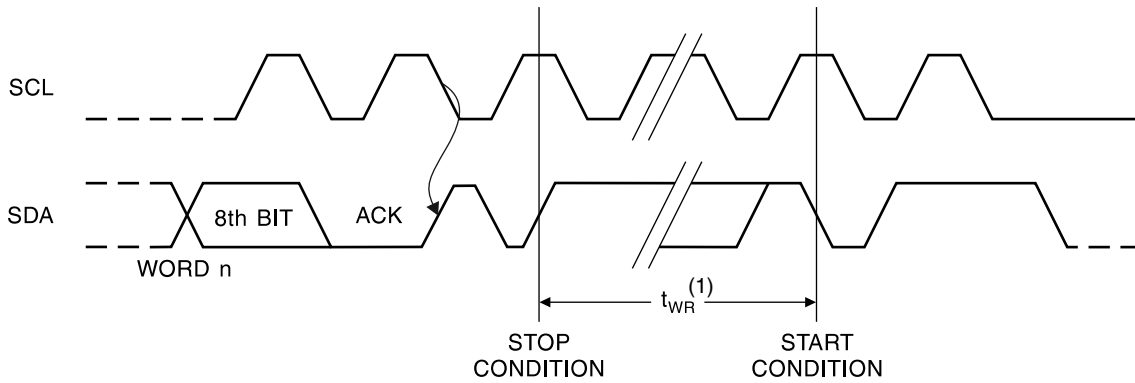 SCL
SDA
8th BIT
ACK
WORD n
tWR(1)
STOP
CONDITION
START
CONDITION